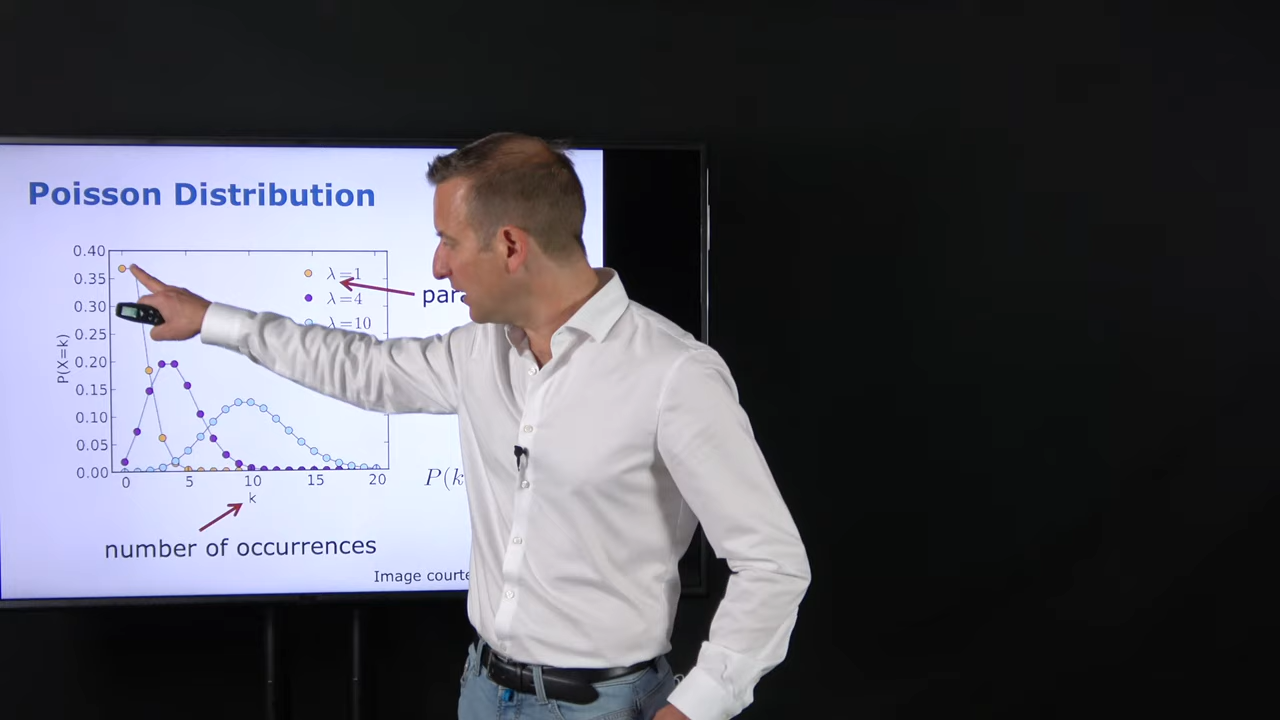 Poisson Distribution
0.40
0.35
0.30
0.25
0.20
0.15
0.10
0.05
0.00
P(X=k)
λ=1
λ=4
λ=10
0 5 10 15 20
k
P(k
number of occurrences
Image